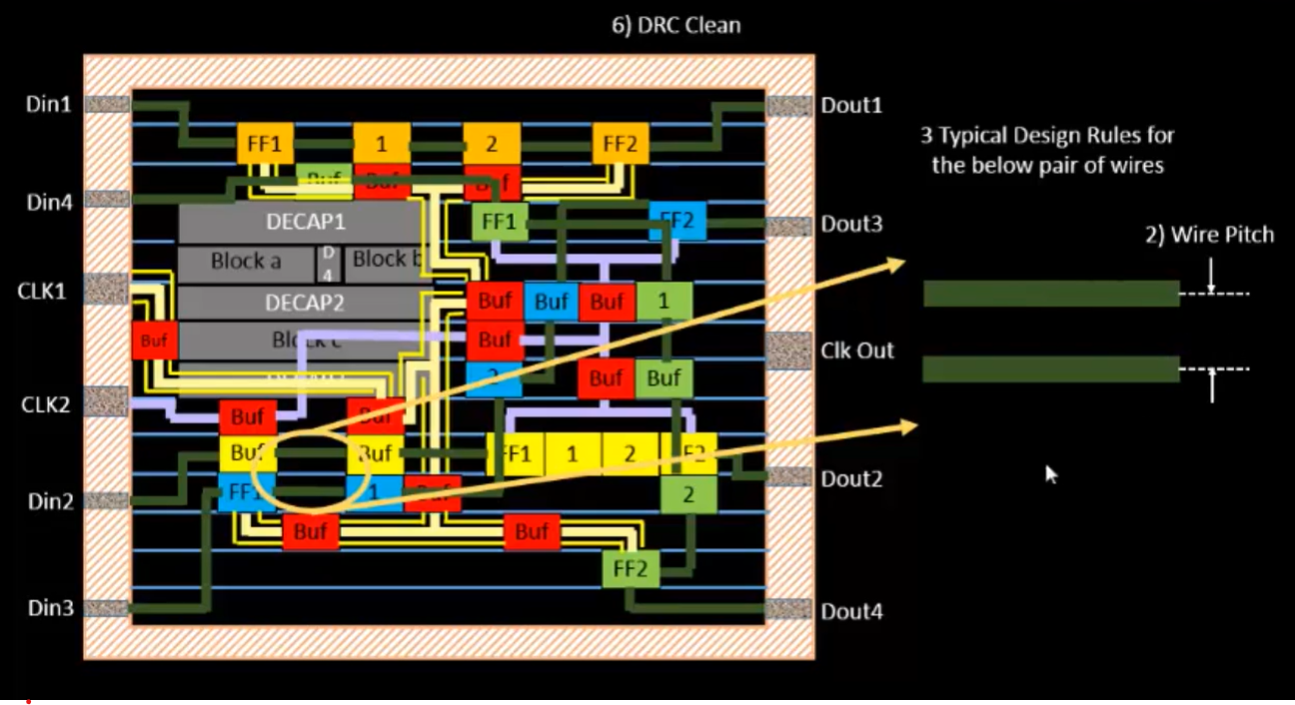 6) DRC Clean
Din1
Dout1
FF1
1
2
FF2
3 Typical Design Rules for
the below pair of wires
Buf
Buf
Din4
FF1
FF2
DECAP1
Dout3
2) Wire Pitch
Block a
D
4
Block b
CLK1
DECAP2
Buf
Buf
Buf
1
Buf
Block c
Buf
Clk Out
2
Buf
Buf
CLK2
Buf
Buf
Buf
Buf
FF1
1
2
F2
Dout2
Din2
FF1
1
Buf
2
Buf
Buf
FF2
Din3
Dout4